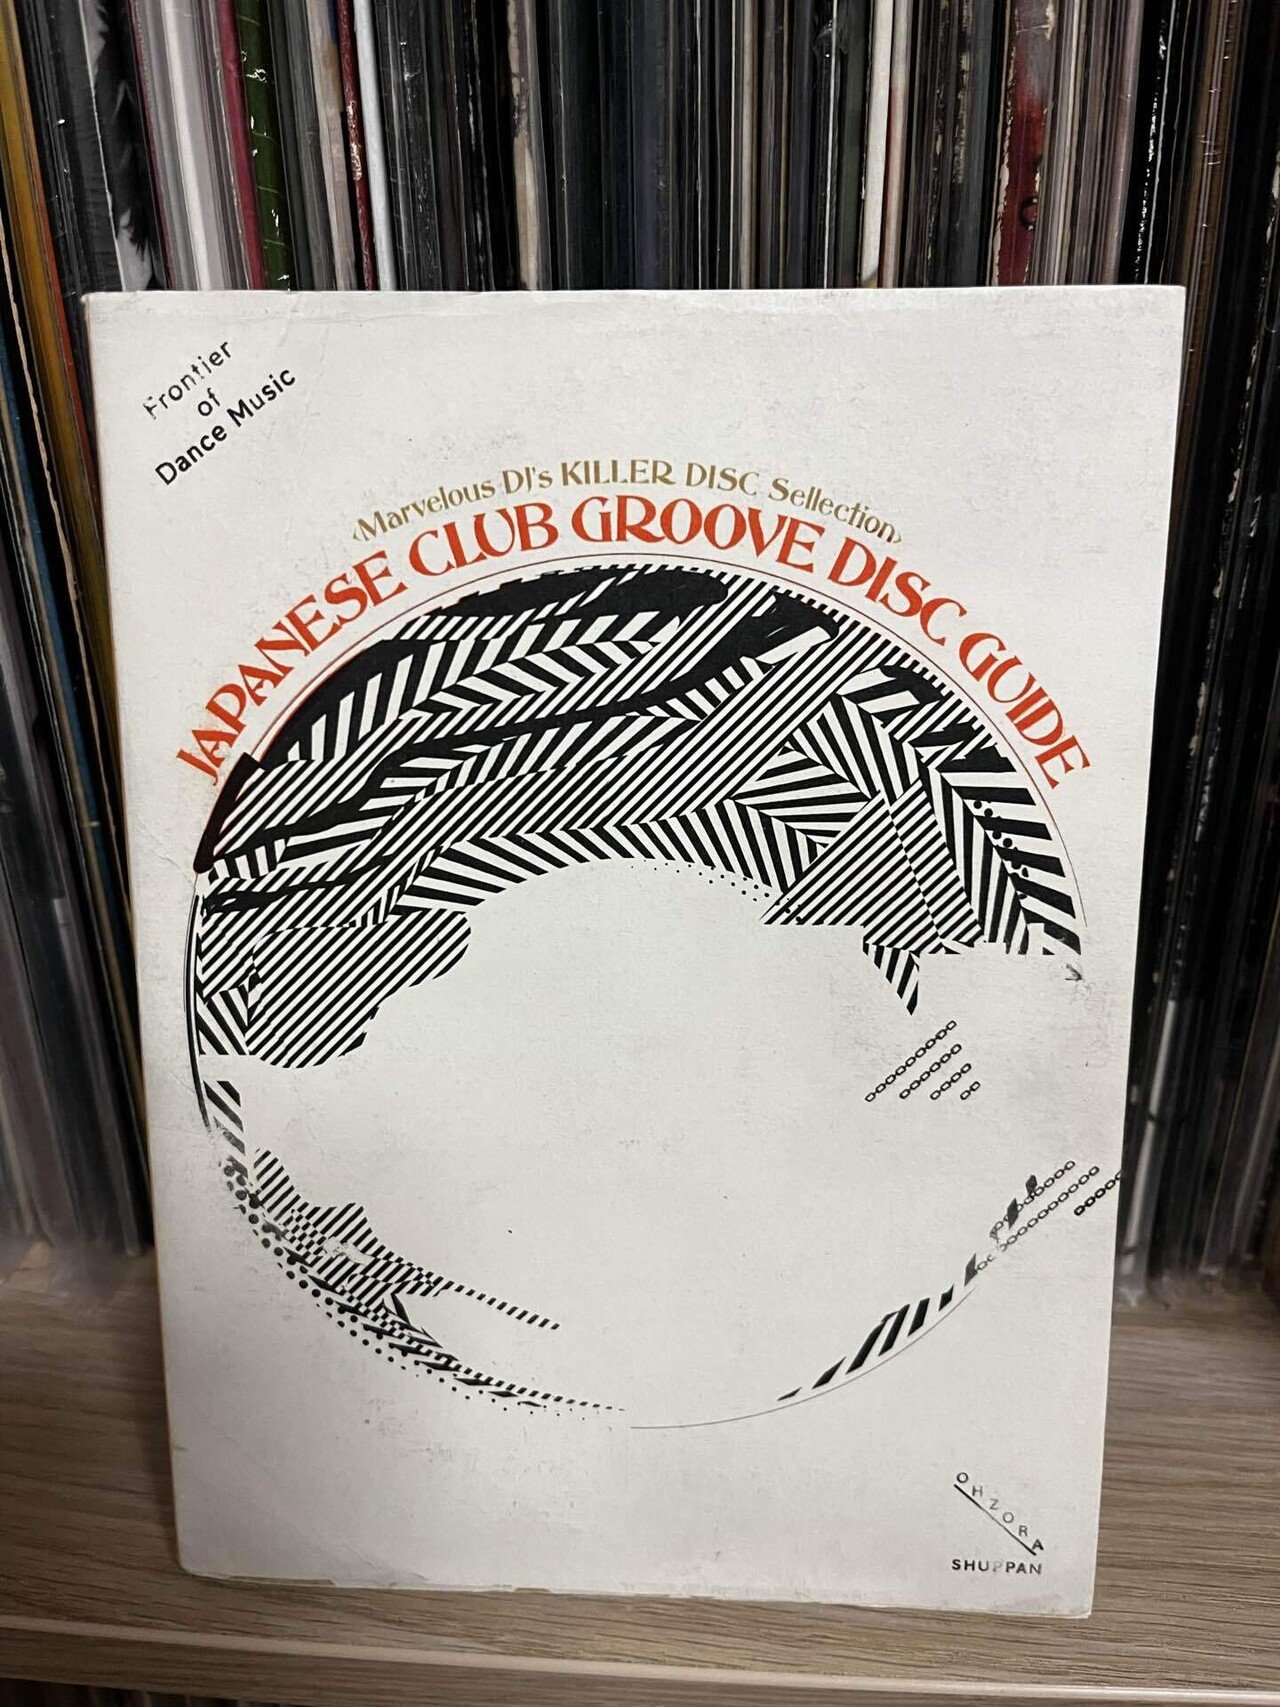 Frontier
of
Dance Music
<Marvelous DJ's KILLER DISC Sellection>
JAPANESE CLUB GROOVE DISC GUIDE
OHZORA
SHUPPAN